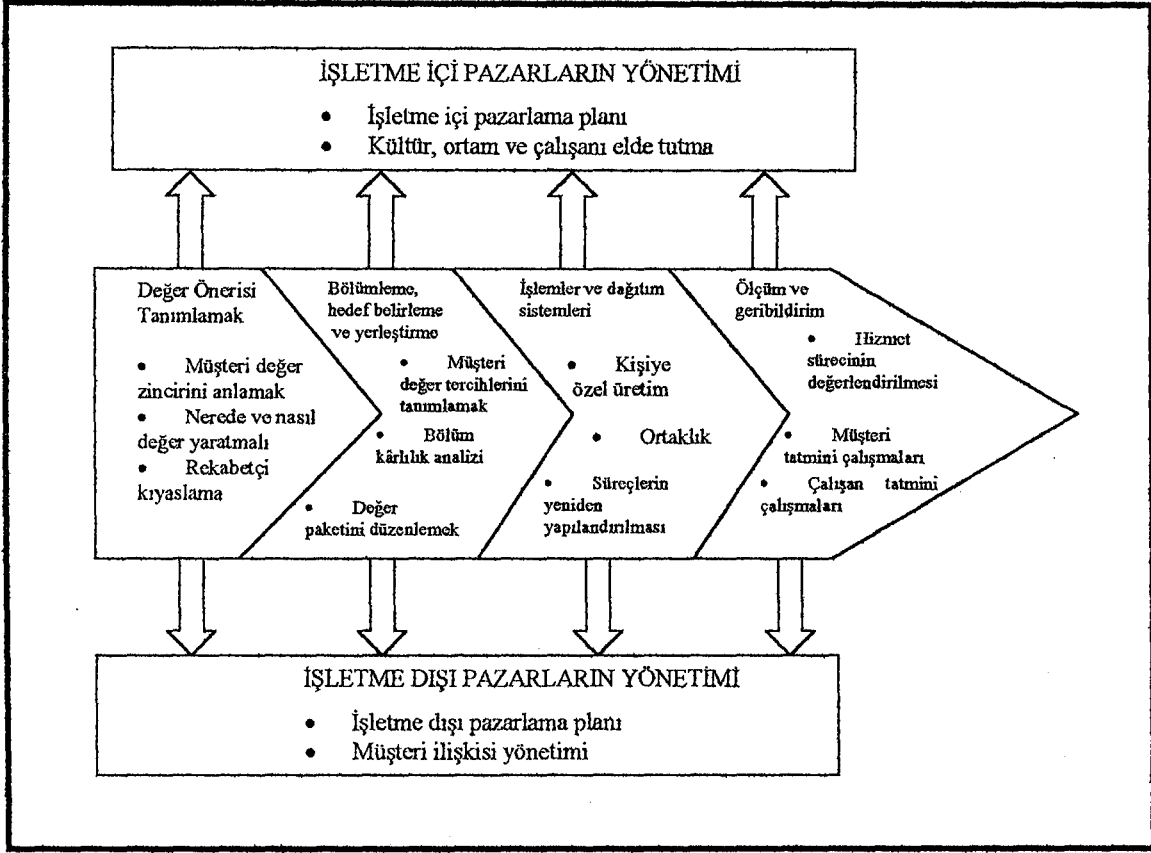 İŞLETME İÇİ PAZARLARIN YÖNETİMİ
• İşletme içi pazarlama planı
• Kültür, ortam ve çalışanı elde tutma
Değer Önerisi
Tanımlamak
• Müşteri değer
zincirini anlamak
• Nerede ve nasıl
değer yaratmalı
• Rekabetçi
kıyaslama
Bölümleme,
hedef belirleme
ve yerleştirme
• Müşteri
değer tercihlerini
tanımlamak
• Bölüm
kârlılık analizi
• Değer
paketini düzenlemek
İşlemler ve dağıtım
sistemleri
• Kişiye
özel üretim
• Ortaklık
• Süreçlerin
yeniden
yapılandırılması
Ölçüm ve
geribildirim
• Hizmet
sürecinin
değerlendirilmesi
• Müşteri
tatmini çalışmaları
• Çalışan tatmini
çalışmaları
İŞLETME DIŞI PAZARLARIN YÖNETİMİ
• İşletme dışı pazarlama planı
• Müşteri ilişkisi yönetimi